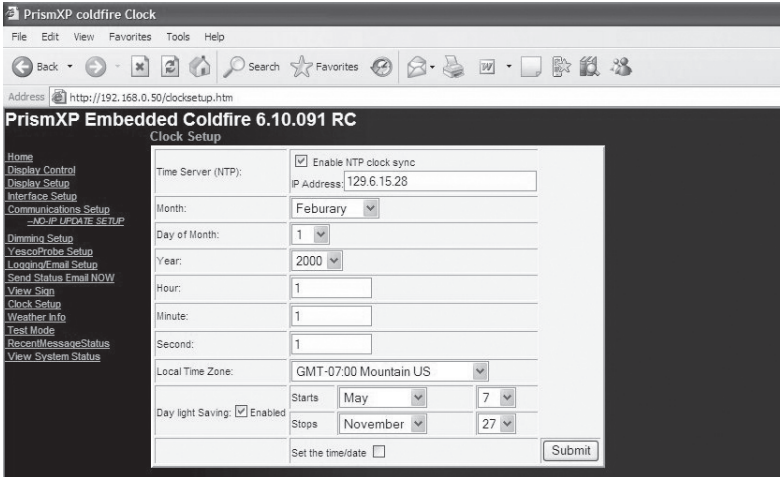 PrismXP coldfire Clock
File Edit View Favorites Tools Help
Back Search Favorites W
Address http://192.168.0.50/clocksetup.htm
PrismXP Embedded Coldfire 6.10.091 RC
Clock Setup
Home
Display Control
Display Setup
Interface Setup
Communications Setup
--NO-IP UPDATE SETUP
Dimming Setup
YescoProbe Setup
Logging/Email Setup
Send Status Email NOW
View Sign
Clock Setup
Weather Info
Test Mode
RecentMessageStatus
View System Status
Time Server (NTP): Enable NTP clock sync
IP Address: 129.6.15.28
Month: Feburary
Day of Month: 1
Year: 2000
Hour: 1
Minute: 1
Second: 1
Local Time Zone: GMT-07:00 Mountain US
Day light Saving: Enabled
Starts May 7
Stops November 27
Set the time/date Submit